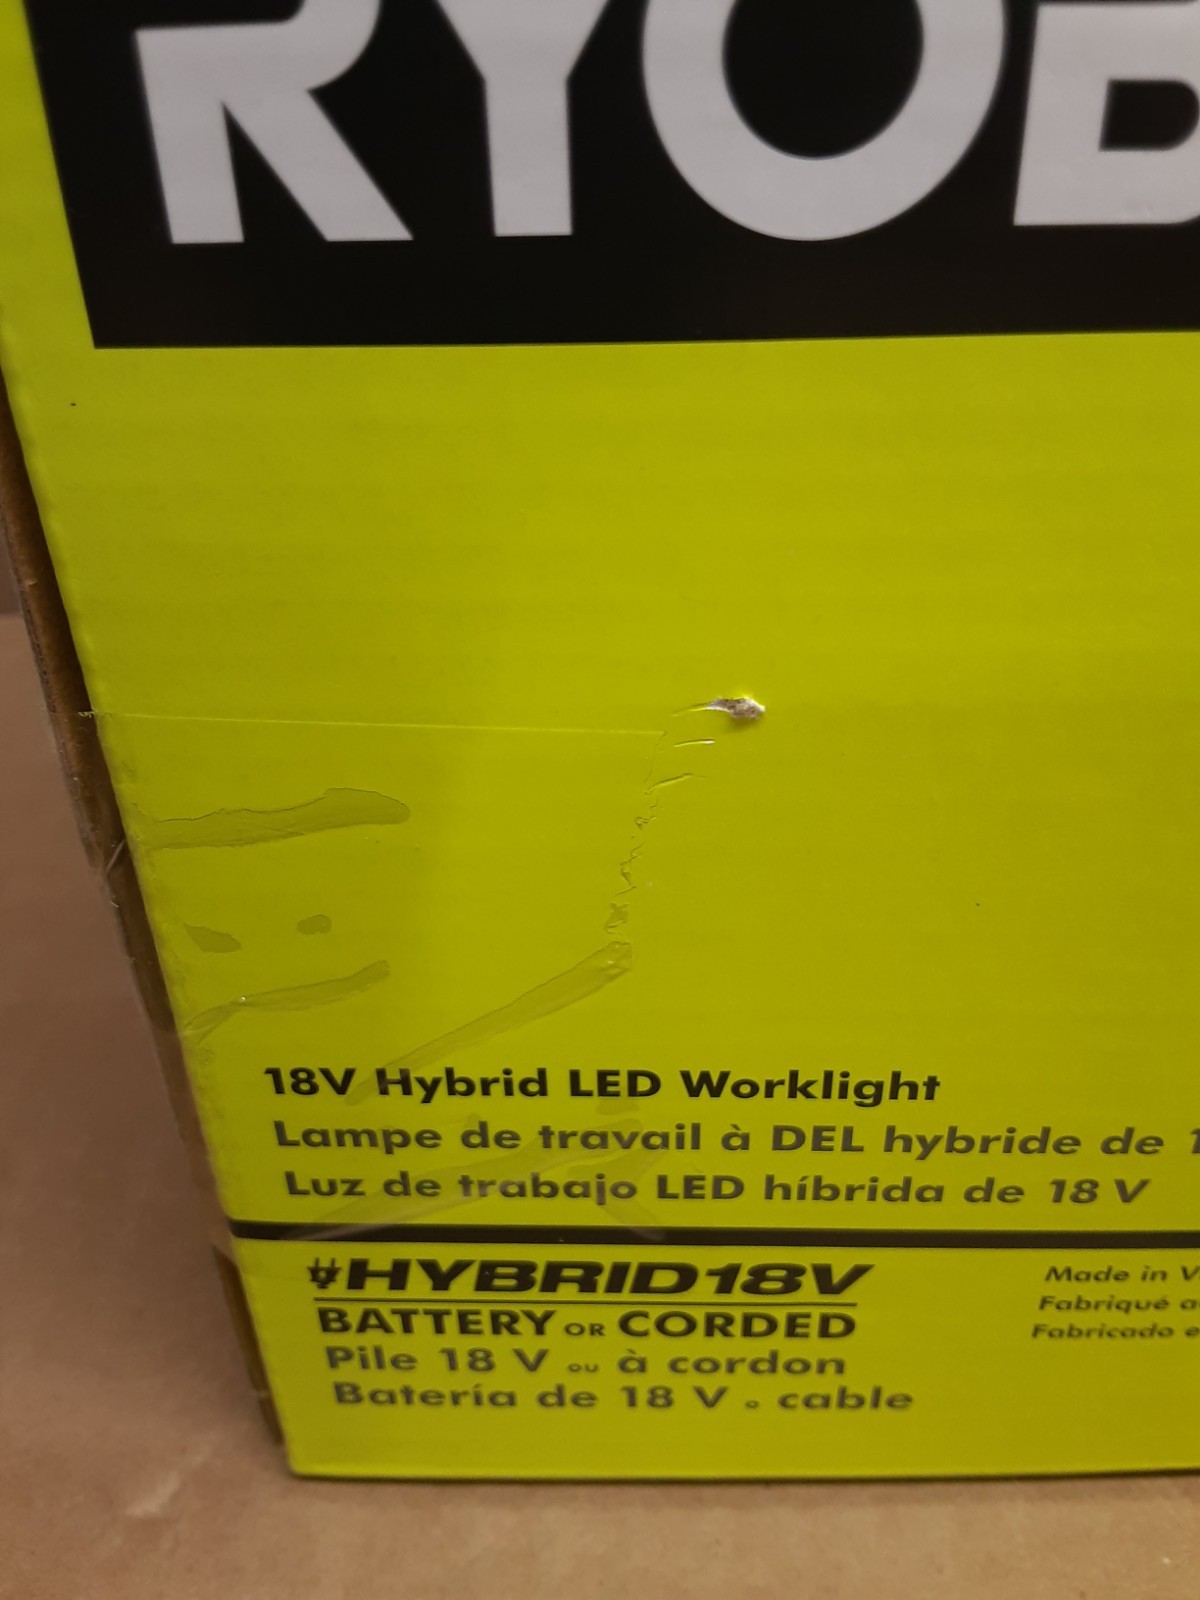 RYOB
18V Hybrid LED Worklight
Lampe de travail à DEL hybride de
Luz de trabajo LED híbrida de 18 V
HYBRID18V
BATTERY OR CORDED
Pile 18 V ou à cordon
Batería de 18 V o cable
Made in
Fabriqué
Fabricado